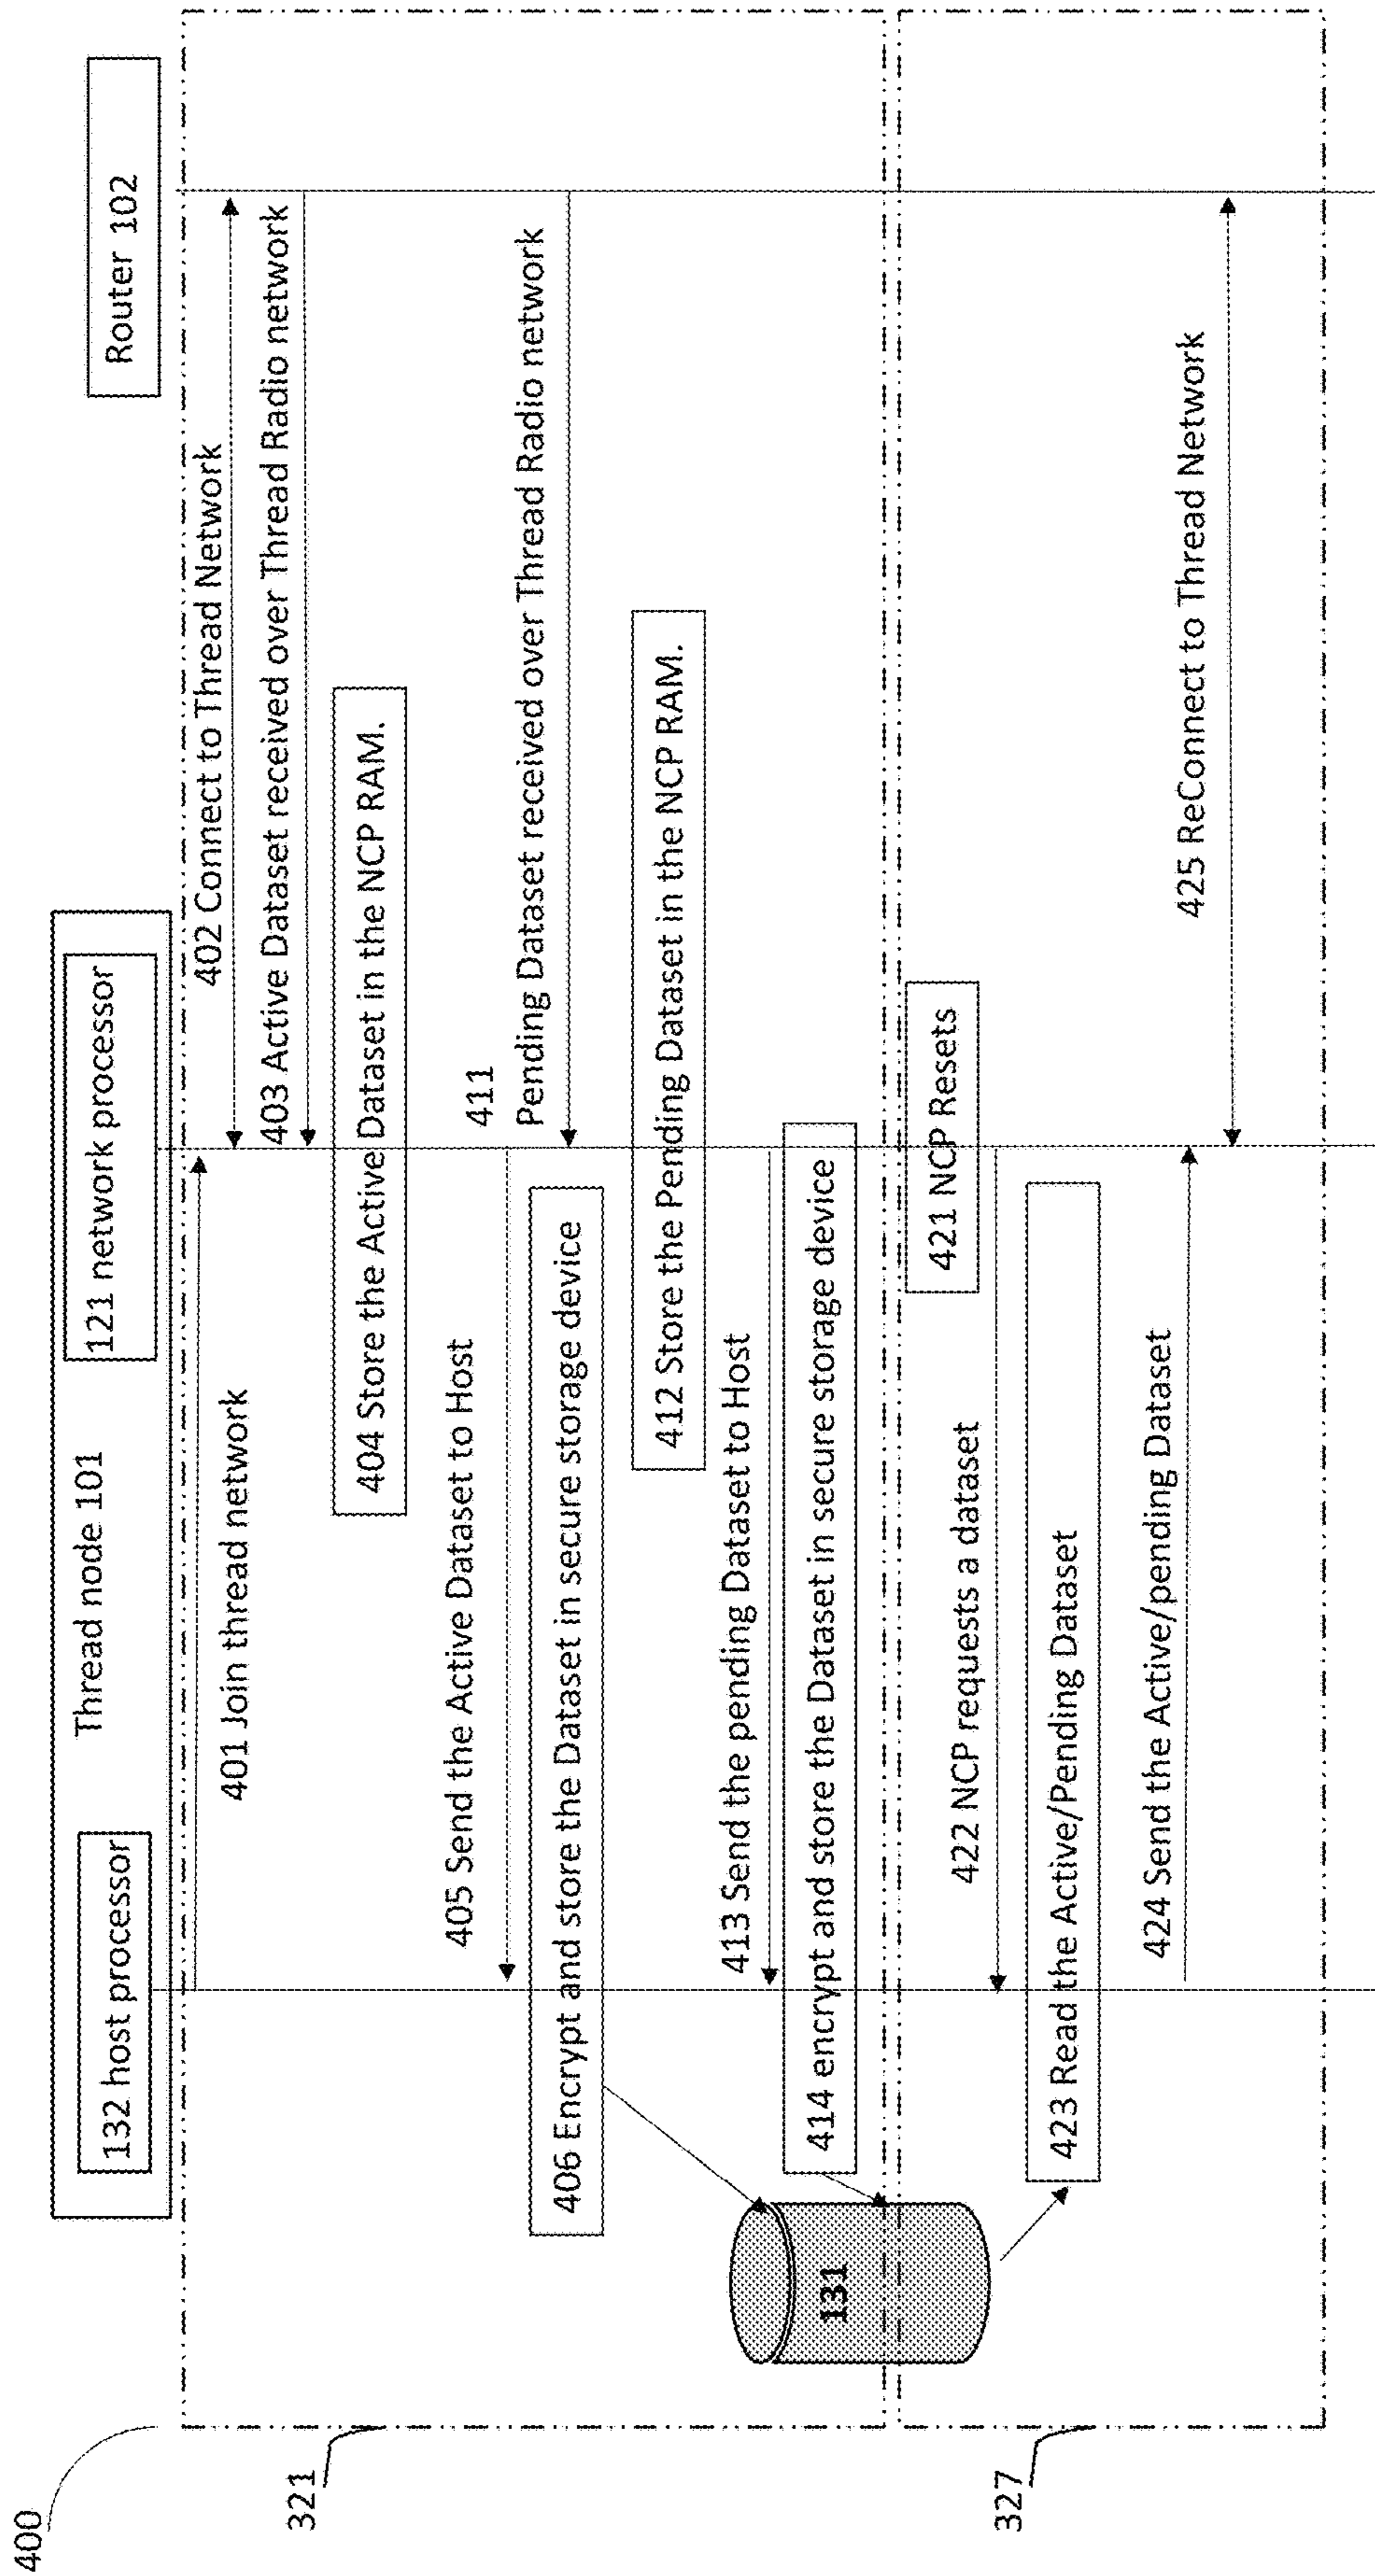 400
132 host processor
Thread node 101
121 network processor
Router 102
321
401 Join thread network
402 Connect to Thread Network
403 Active Dataset received over Thread Radio network
404 Store the Active Dataset in the NCP RAM.
405 Send the Active Dataset to Host
406 Encrypt and store the Dataset in secure storage device
411
Pending Dataset received over Thread Radio network
412 Store the Pending Dataset in the NCP RAM.
413 Send the pending Dataset to Host
414 encrypt and store the Dataset in secure storage device
131
327
421 NCP Resets
422 NCP requests a dataset
423 Read the Active/Pending Dataset
424 Send the Active/pending Dataset
425 ReConnect to Thread Network